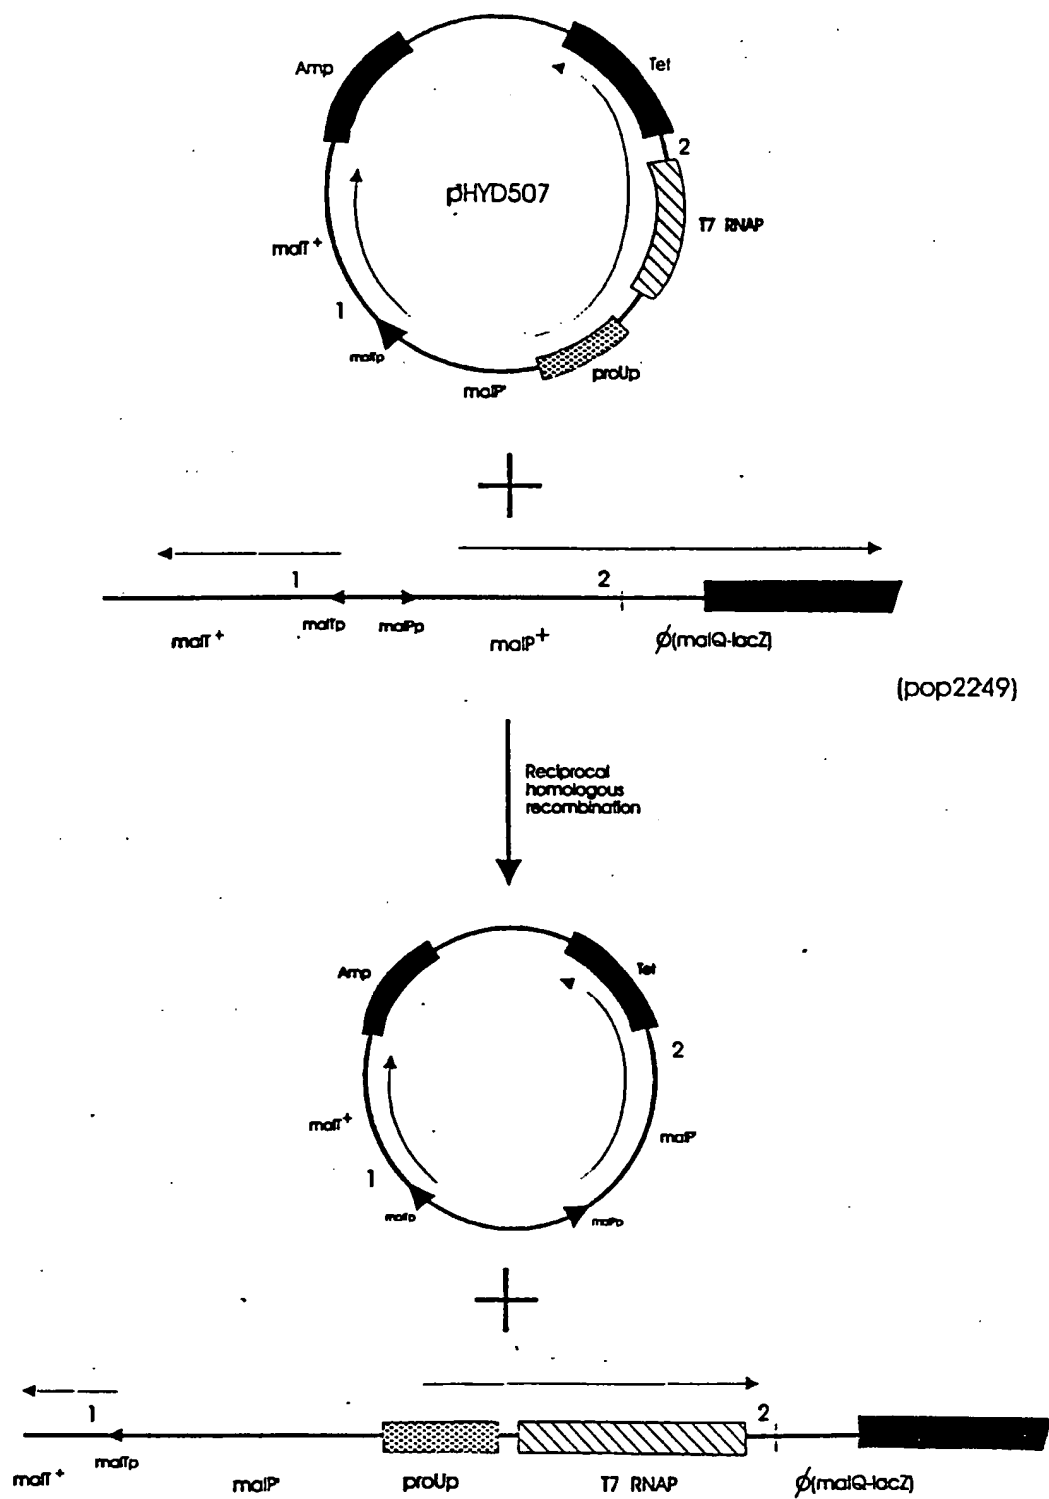 Amp
Tet
2
pHYD507
T7 RNAP
malT+
1
malTp
proUp
malP'
+
1
2
malTp
malPp
malT+
malP+
ϕ(malQ-lacZ)
(pop2249)
Reciprocal
homologous
recombination
Amp
Tet
2
malT+
malP'
1
malTp
malPp
+
1
2
malT+
malTp
malP'
proUp
T7 RNAP
ϕ(malQ-lacZ)